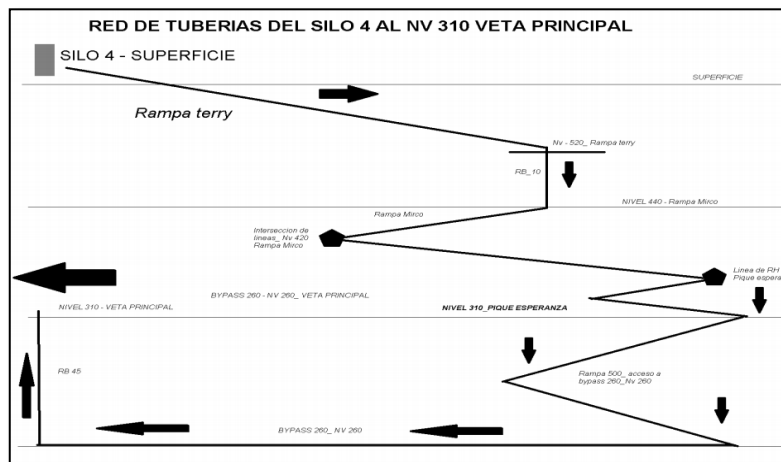 RED DE TUBERIAS DEL SILO 4 AL NV 310 VETA PRINCIPAL
SILO 4 - SUPERFICIE
SUPERFICIE
Rampa terry
Nv - 520_ Rampa terry
RB_10
NIVEL 440 - Rampa Mirco
Rampa Mirco
Interseccion de
lineas_ Nv 420
Rampa Mirco
Linea de RH
Pique espera
BYPASS 260 - NV 260_ VETA PRINCIPAL
NIVEL 310 - VETA PRINCIPAL
NIVEL 310_PIQUE ESPERANZA
RB 45
Rampa 500_ acceso a
bypass 260_Nv 260
BYPASS 260_ NV 260